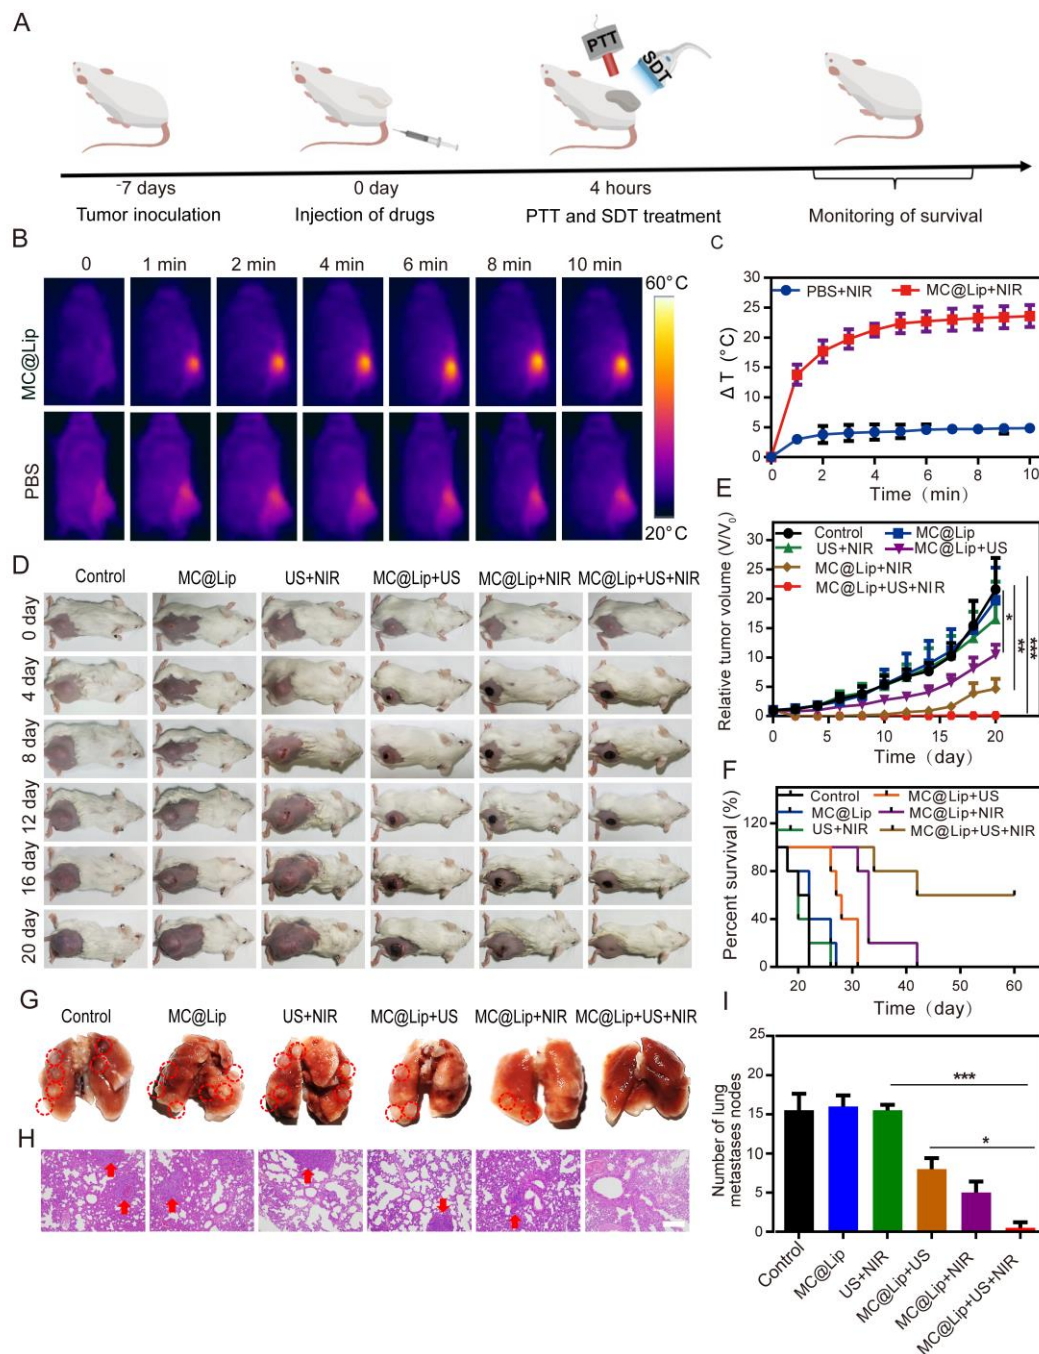 A
PTT
SDT
-7 days
0 day
4 hours
Tumor inoculation
Injection of drugs
PTT and SDT treatment
Monitoring of survival
B
0
1 min
2 min
4 min
6 min
8 min
10 min
MC@Lip
PBS
60°C
20°C
C
PBS+NIR
MC@Lip+NIR
Δ T (°C)
30
25
20
15
10
5
0
0 2 4 6 8 10
Time (min)
D
Control
MC@Lip
US+NIR
MC@Lip+US
MC@Lip+NIR
MC@Lip+US+NIR
0 day
4 day
8 day
12 day
16 day
20 day
E
Control
MC@Lip
US+NIR
MC@Lip+US
MC@Lip+NIR
MC@Lip+US+NIR
Relative tumor volume (V/V0)
30
25
20
15
10
5
0
*
**
***
0 5 10 15 20
Time (day)
F
Control
MC@Lip
US+NIR
MC@Lip+US
MC@Lip+NIR
MC@Lip+US+NIR
Percent survival (%)
120
80
40
0
20 30 40 50 60
Time (day)
G
Control
MC@Lip
US+NIR
MC@Lip+US
MC@Lip+NIR
MC@Lip+US+NIR
H
I
Number of lung
metastases nodes
25
20
15
10
5
0
***
*
Control
MC@Lip
US+NIR
MC@Lip+US
MC@Lip+NIR
MC@Lip+US+NIR